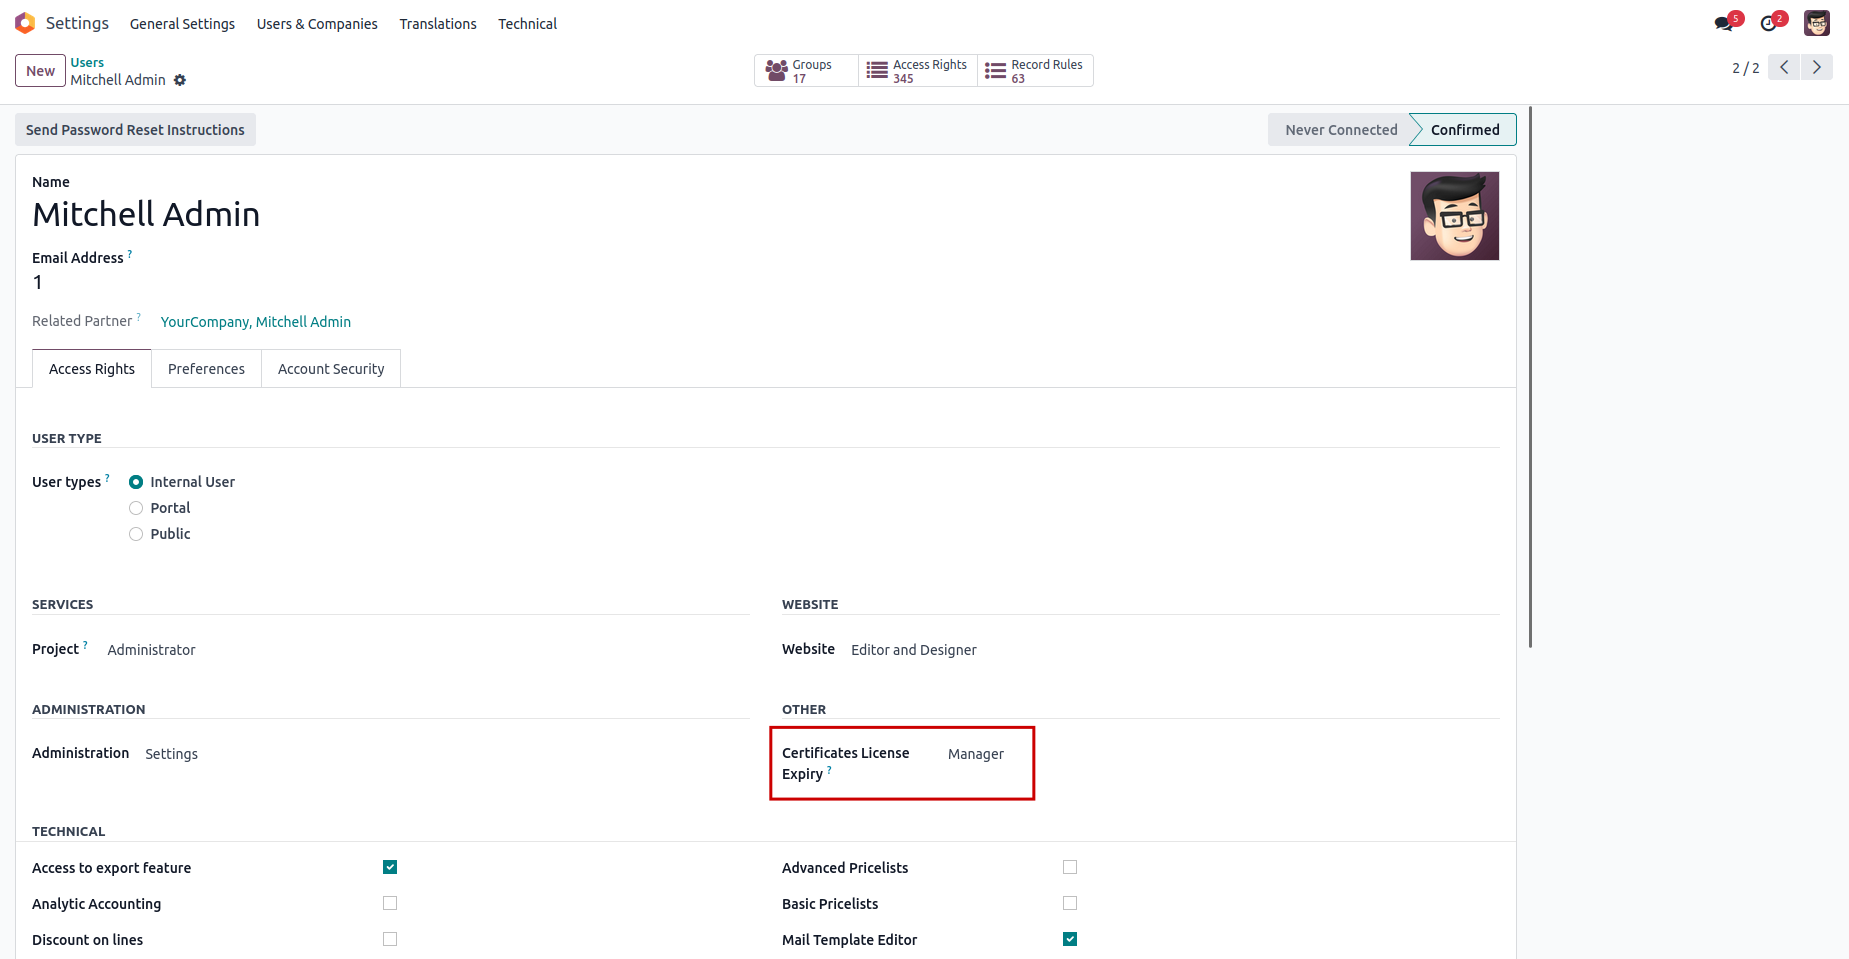 Settings General Settings Users & Companies Translations Technical 5 2
New Users Groups 17 Access Rights 345 Record Rules 63 2 / 2
Mitchell Admin
Send Password Reset Instructions Never Connected Confirmed
Name
Mitchell Admin
Email Address ?
1
Related Partner ? YourCompany, Mitchell Admin
Access Rights Preferences Account Security
USER TYPE
User types ? Internal User
Portal
Public
SERVICES WEBSITE
Project ? Administrator Website Editor and Designer
ADMINISTRATION OTHER
Administration Settings Certificates License Manager
Expiry ?
TECHNICAL
Access to export feature Advanced Pricelists
Analytic Accounting Basic Pricelists
Discount on lines Mail Template Editor